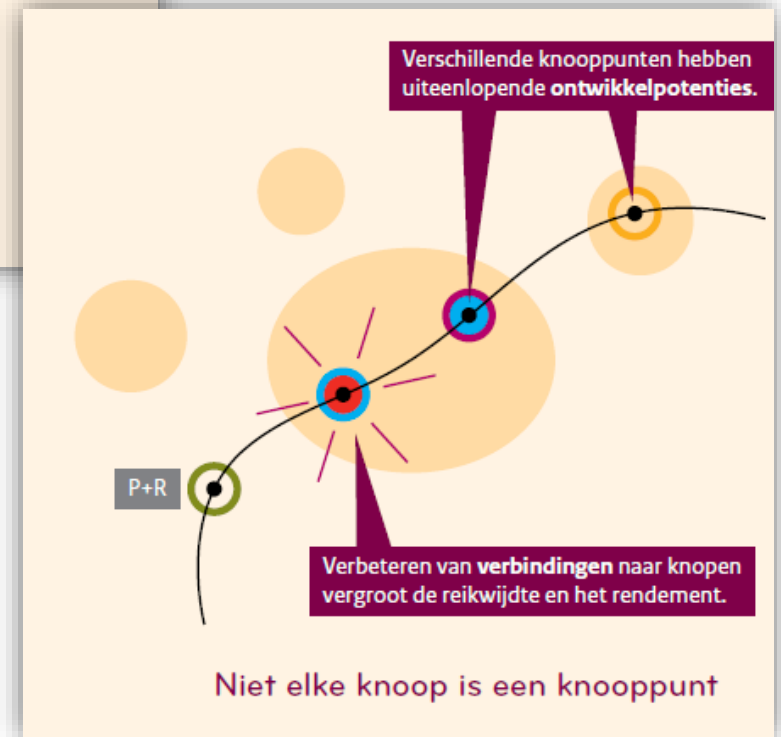 Verschillende knooppunten hebben
uiteenlopende ontwikkelpotenties.
P+R
Verbeteren van verbindingen naar knopen
vergroot de reikwijdte en het rendement.
Niet elke knoop is een knooppunt